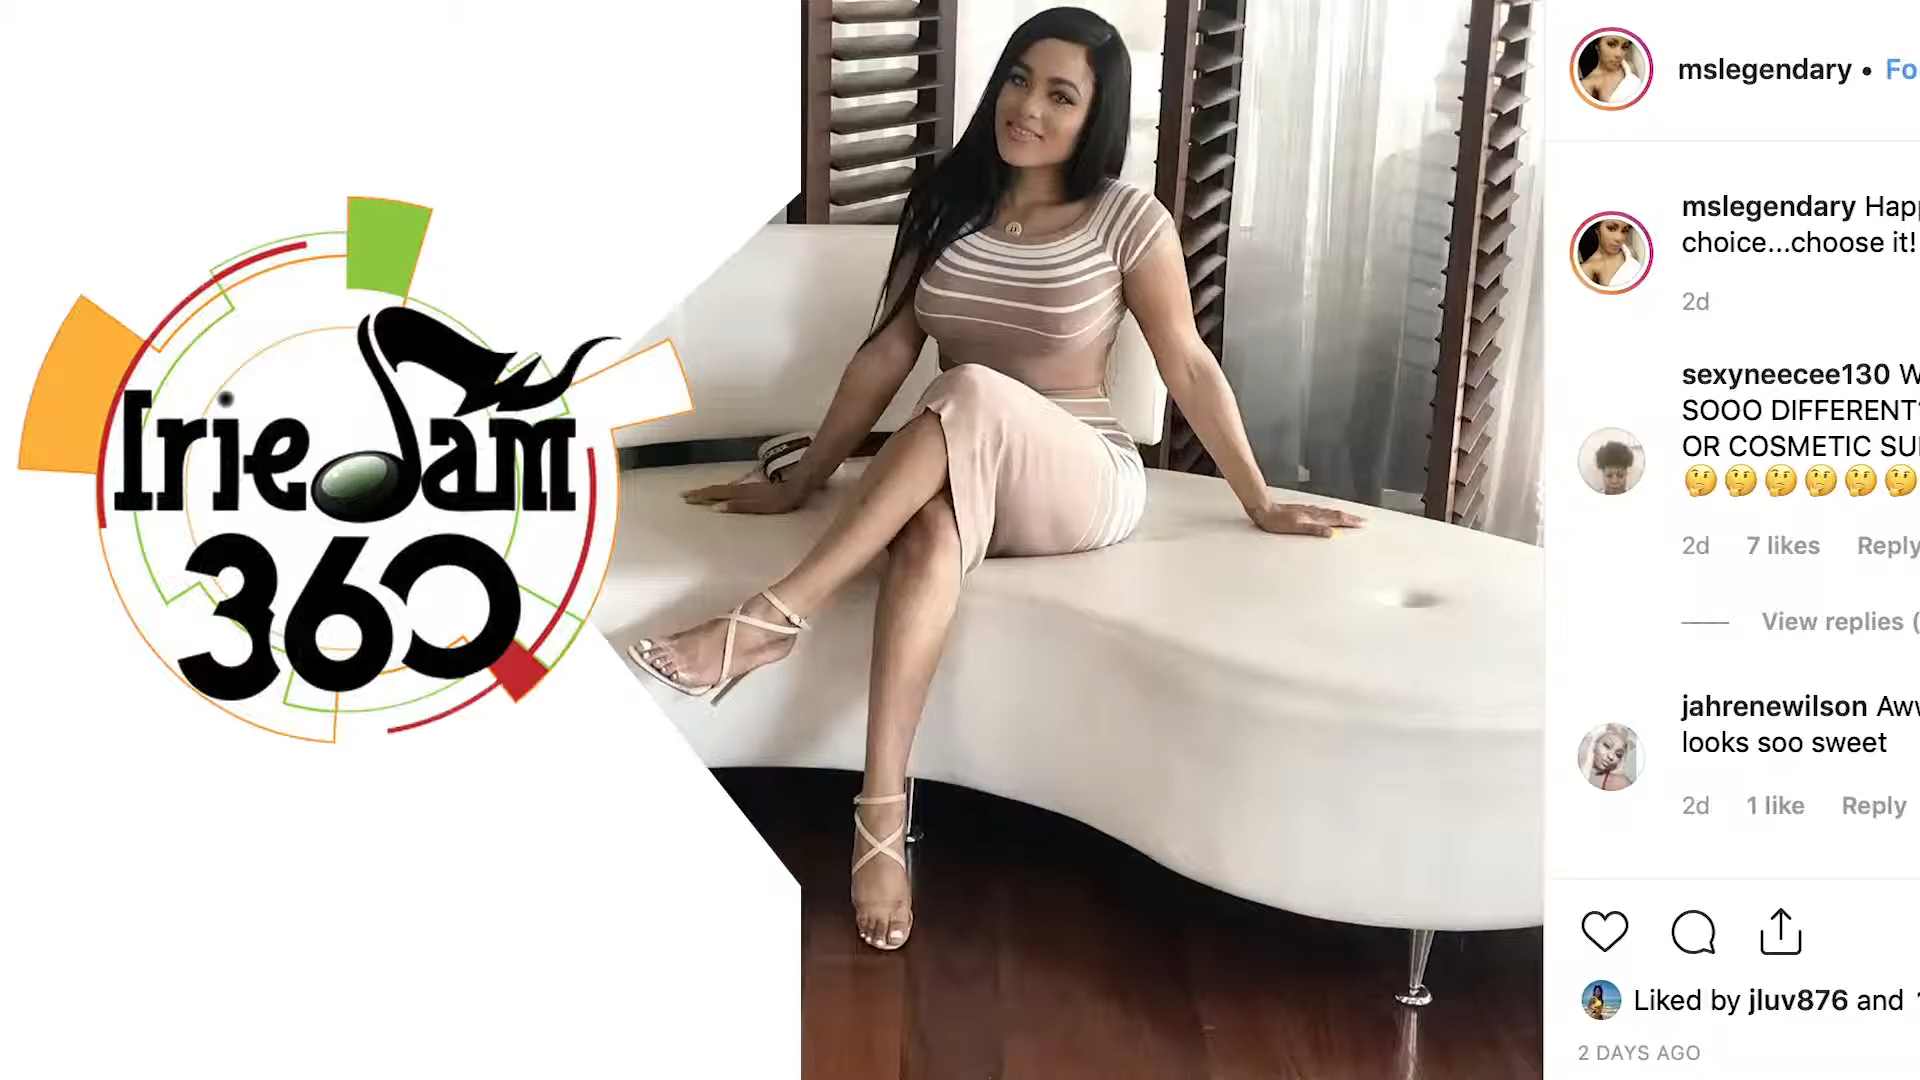 IrieJam
360
mslegendary • Fo
mslegendary Hap
choice...choose it!
2d
sexyneecee130 W
SOOO DIFFERENT
OR COSMETIC SU
🤔🤔🤔🤔🤔🤔
2d 7 likes Reply
View replies (
jahrenewilson Aww
looks soo sweet
2d 1 like Reply
Liked by jluv876 and
2 DAYS AGO